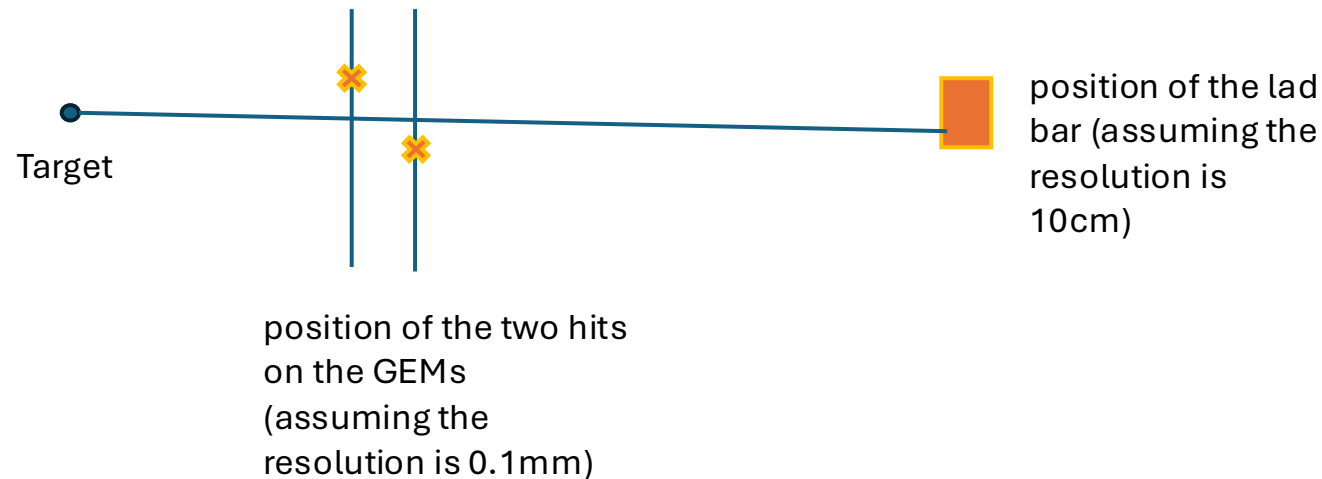 Target
position of the lad
bar (assuming the
resolution is
10cm)
position of the two hits
on the GEMs
(assuming the
resolution is 0.1mm)